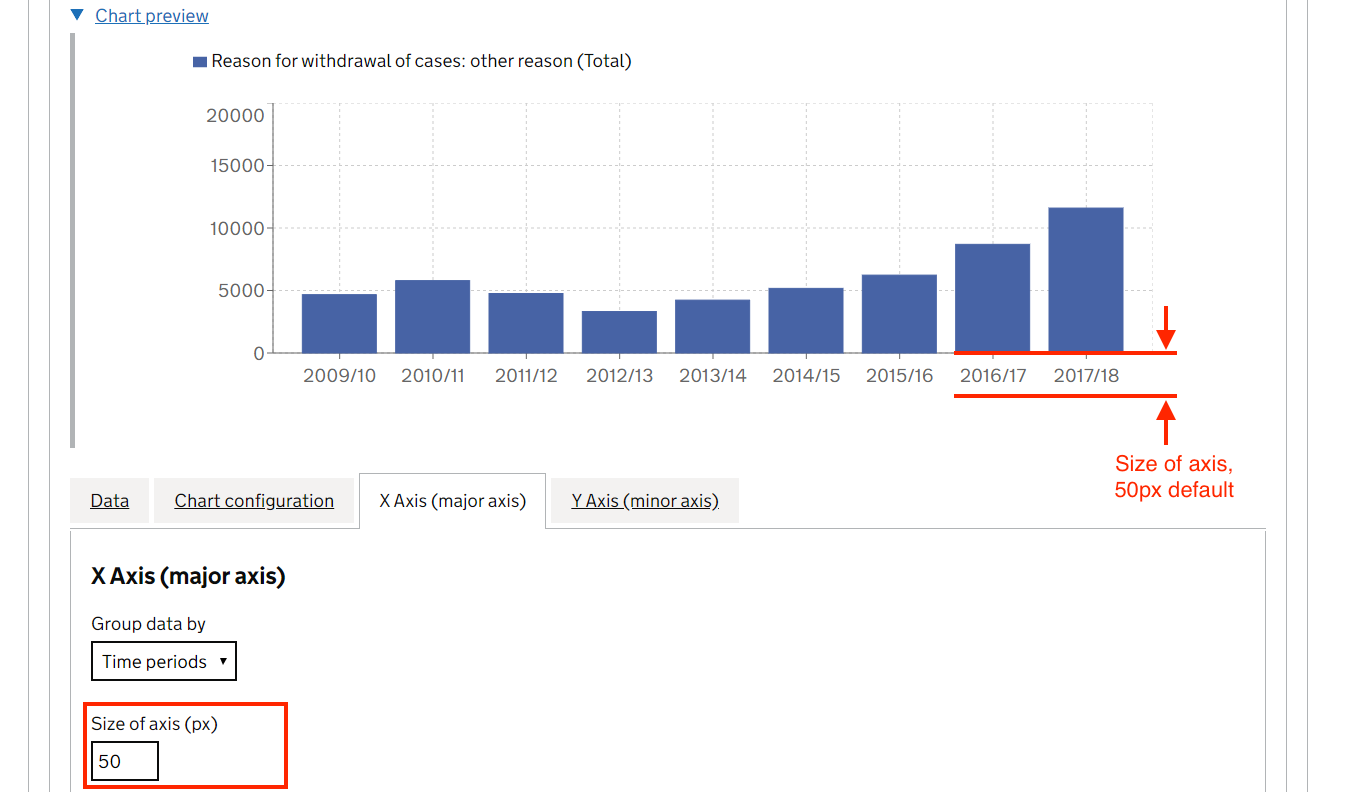 Chart preview
Reason for withdrawal of cases: other reason (Total)
20000
15000
10000
5000
0
2009/10 2010/11 2011/12 2012/13 2013/14 2014/15 2015/16 2016/17 2017/18
Size of axis,
50px default
Data Chart configuration X Axis (major axis) Y Axis (minor axis)
X Axis (major axis)
Group data by
Time periods
Size of axis (px)
50